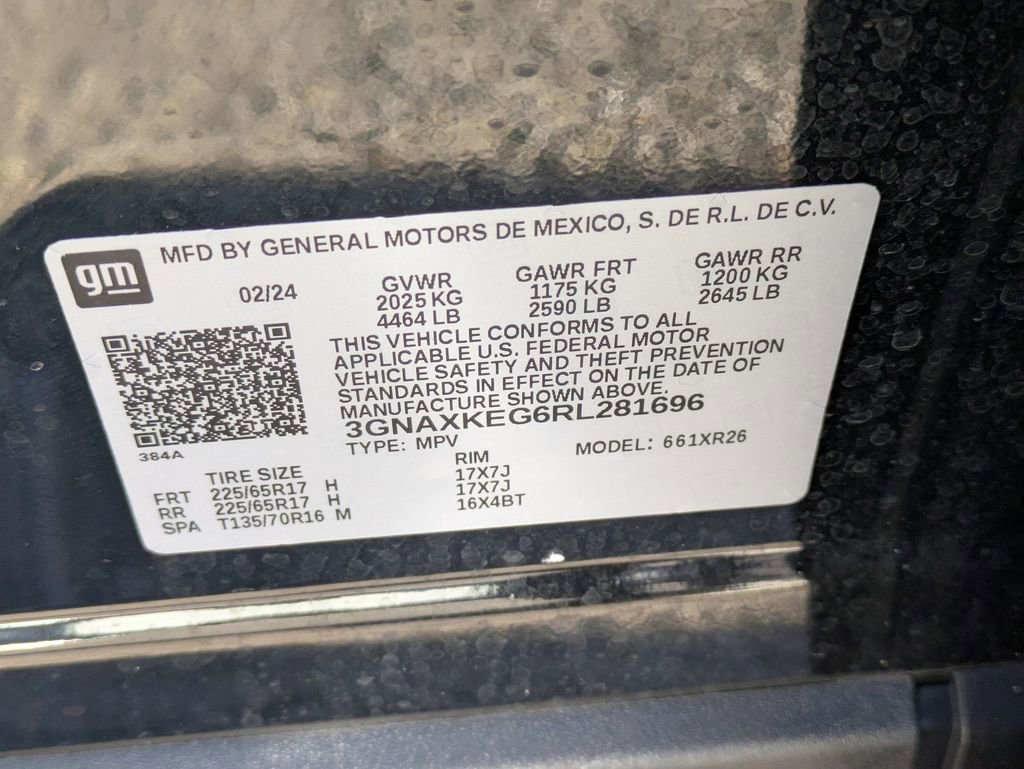 gm
MFD BY GENERAL MOTORS DE MEXICO, S. DE R.L. DE C.V.
02/24
GVWR
2025 KG
4464 LB
GAWR FRT
1175 KG
2590 LB
GAWR RR
1200 KG
2645 LB
THIS VEHICLE CONFORMS TO ALL
APPLICABLE U.S. FEDERAL MOTOR
VEHICLE SAFETY AND THEFT PREVENTION
STANDARDS IN EFFECT ON THE DATE OF
MANUFACTURE SHOWN ABOVE.
3GNAXKEG6RL281696
384A
TYPE: MPV
MODEL: 661XR26
TIRE SIZE RIM
FRT 225/65R17 H 17X7J
RR 225/65R17 H 17X7J
SPA T135/70R16 M 16X4BT